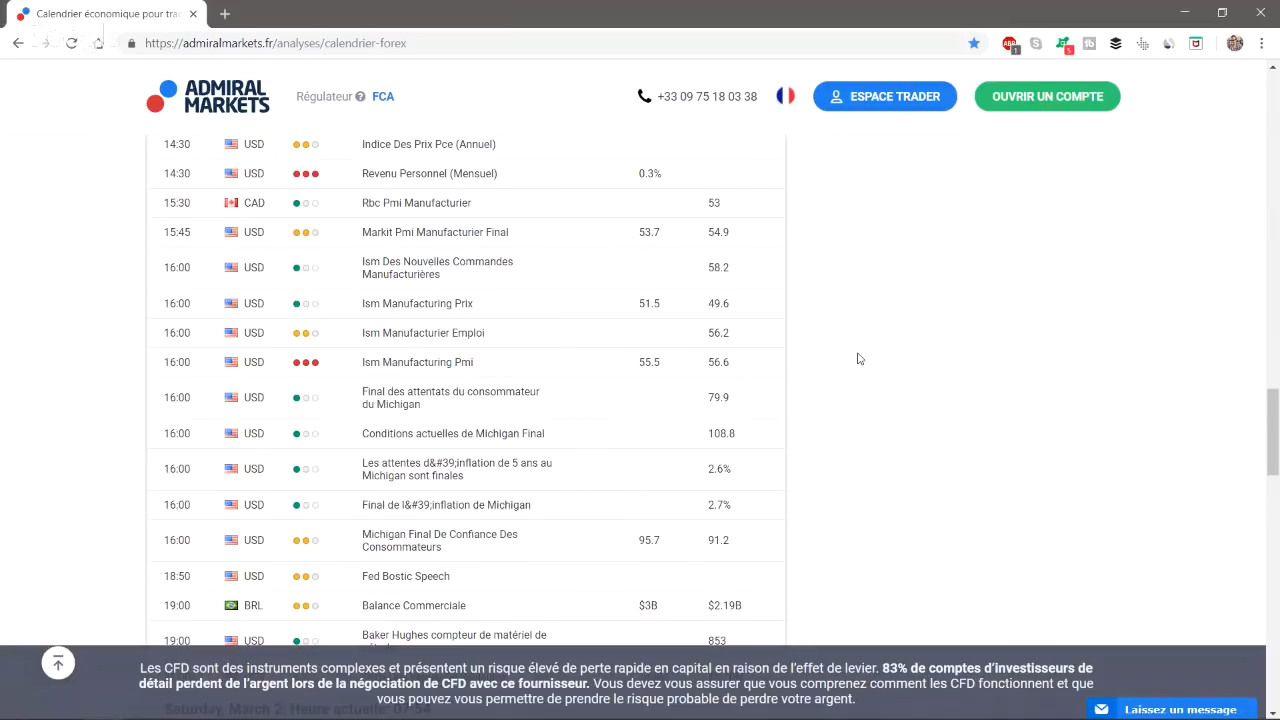 Calendrier économique pour tra
https://admiralmarkets.fr/analyses/calendrier-forex
ADMIRAL
MARKETS
Régulateur FCA
+33 09 75 18 03 38
ESPACE TRADER
OUVRIR UN COMPTE
14:30 USD Indice Des Prix Pce (Annuel)
14:30 USD Revenu Personnel (Mensuel) 0.3%
15:30 CAD Rbc Pmi Manufacturier 53
15:45 USD Markit Pmi Manufacturier Final 53.7 54.9
16:00 USD Ism Des Nouvelles Commandes
Manufacturières 58.2
16:00 USD Ism Manufacturing Prix 51.5 49.6
16:00 USD Ism Manufacturier Emploi 56.2
16:00 USD Ism Manufacturing Pmi 55.5 56.6
16:00 USD Final des attentats du consommateur
du Michigan 79.9
16:00 USD Conditions actuelles de Michigan Final 108.8
16:00 USD Les attentes d&#39;inflation de 5 ans au
Michigan sont finales 2.6%
16:00 USD Final de l&#39;inflation de Michigan 2.7%
16:00 USD Michigan Final De Confiance Des
Consommateurs 95.7 91.2
18:50 USD Fed Bostic Speech
19:00 BRL Balance Commerciale $3B $2.19B
19:00 USD Baker Hughes compteur de matériel de
853
Les CFD sont des instruments complexes et présentent un risque élevé de perte rapide en capital en raison de l'effet de levier. 83% de comptes d'investisseurs de
détail perdent de l'argent lors de la négociation de CFD avec ce fournisseur. Vous devez vous assurer que vous comprenez comment les CFD fonctionnent et que
vous pouvez vous permettre de prendre le risque probable de perdre votre argent.
Saturday, March 2: Heure actuelle: 07:54
Laissez un message